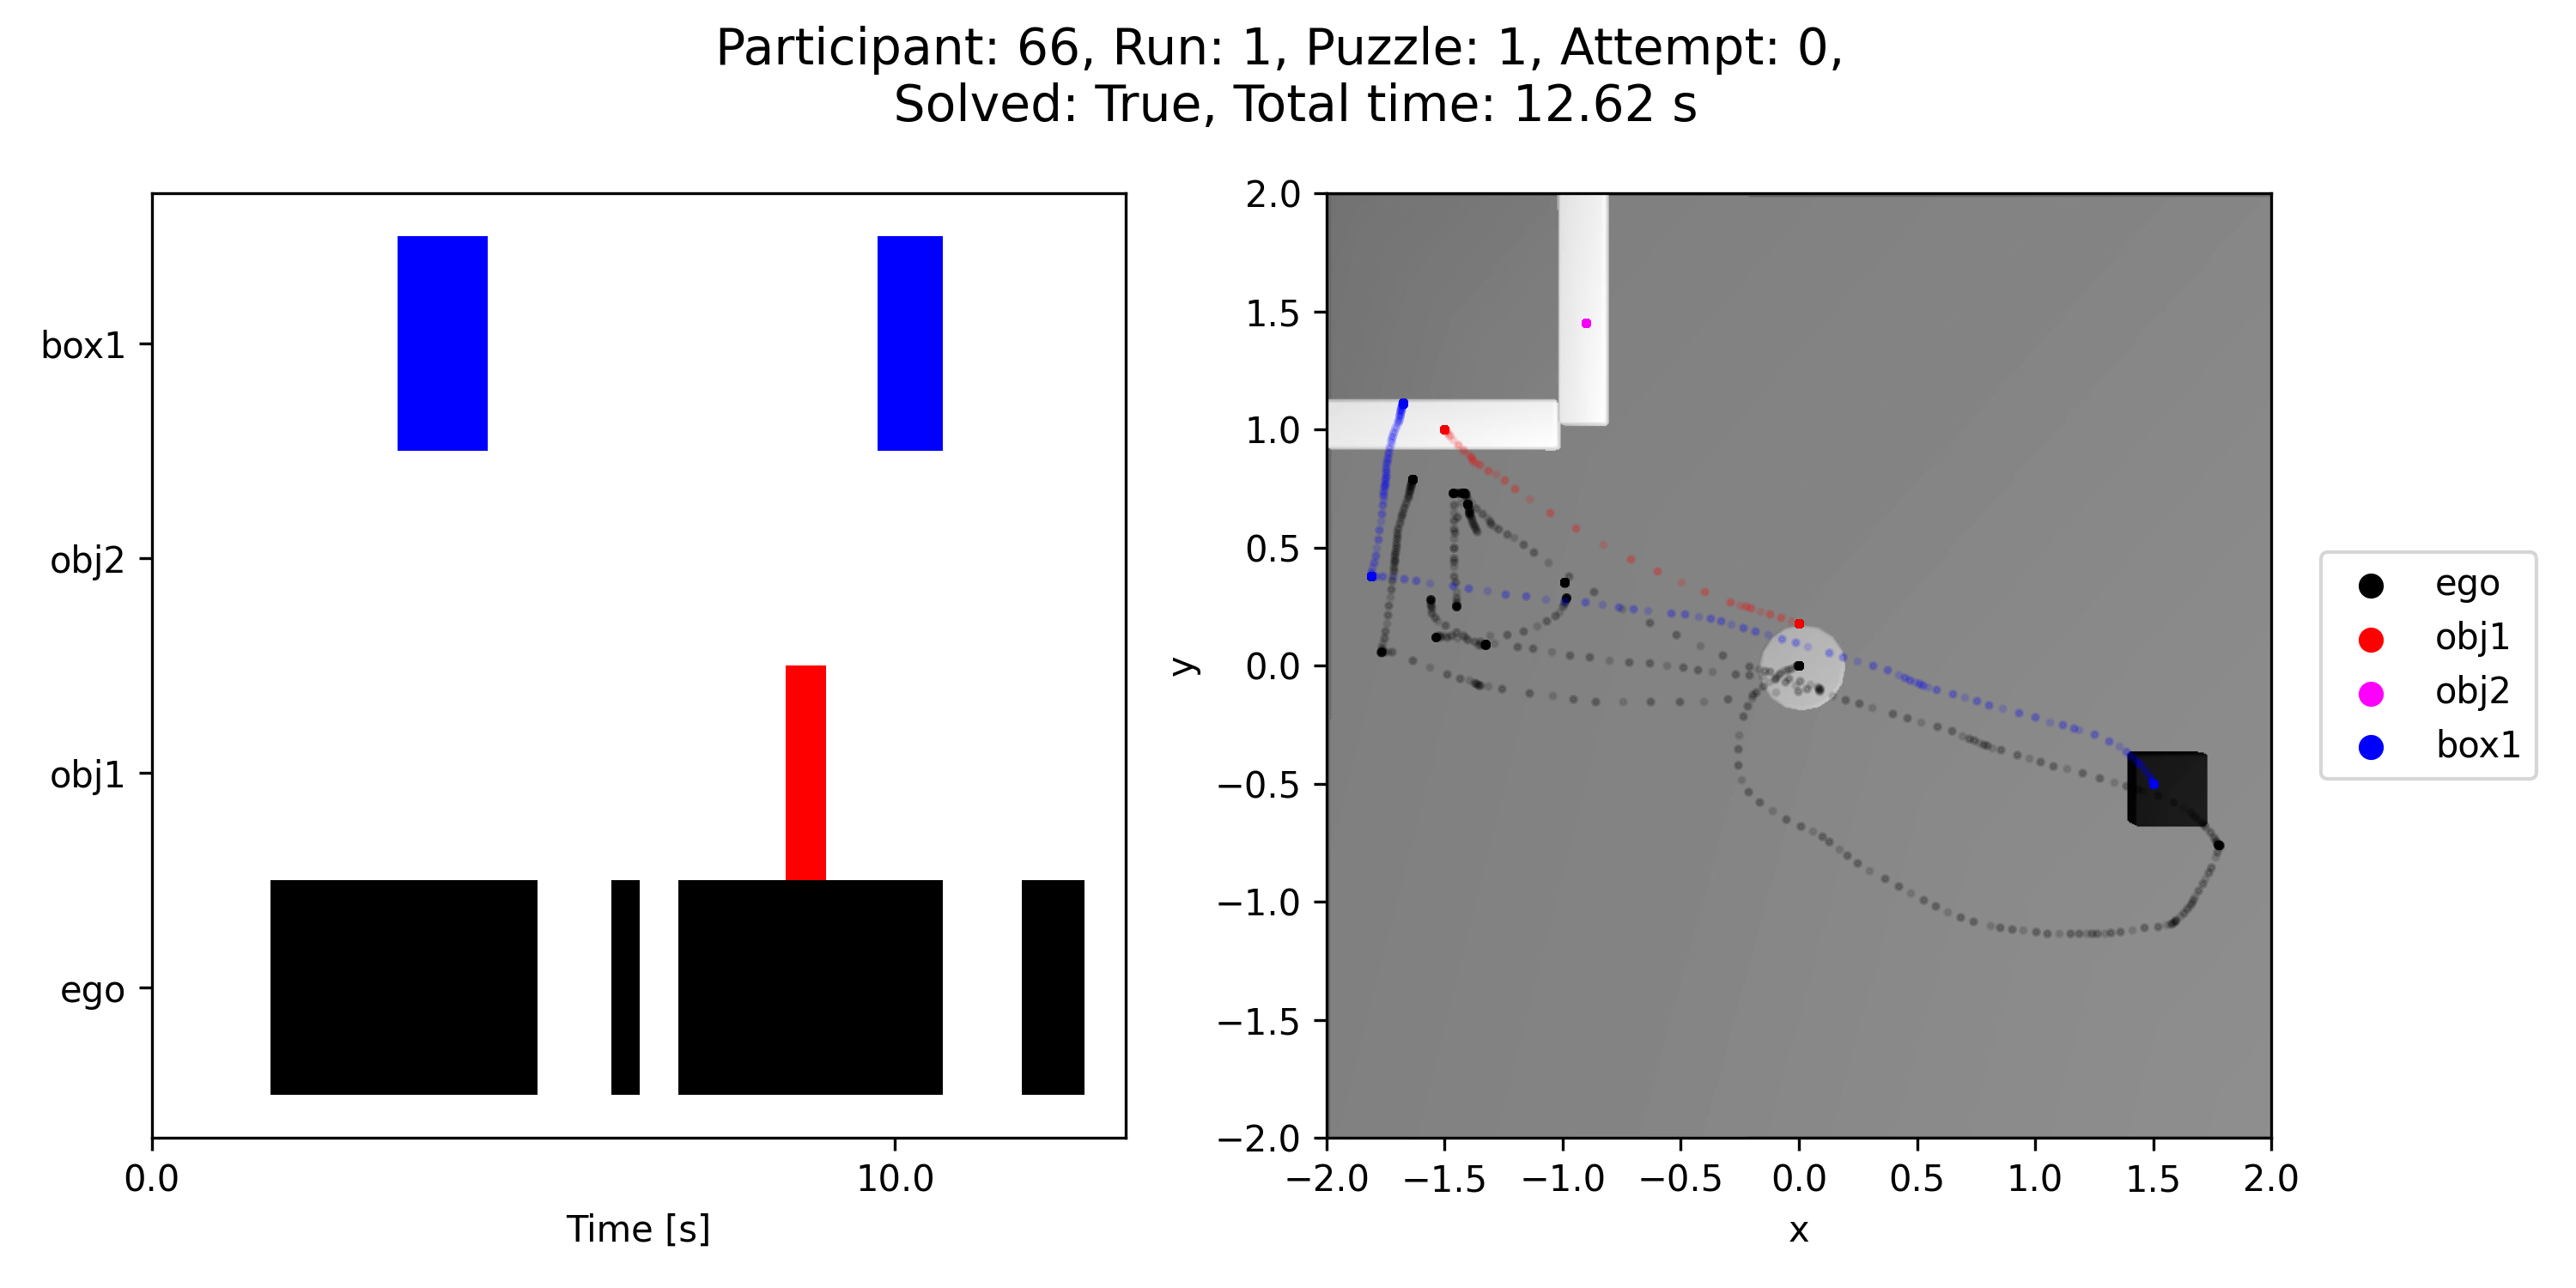 Participant: 66, Run: 1, Puzzle: 1, Attempt: 0,
Solved: True, Total time: 12.62 s
box1
obj2
obj1
ego
0.0
10.0
Time [s]
2.0
1.5
1.0
0.5
0.0
−0.5
−1.0
−1.5
−2.0
y
−2.0 −1.5 −1.0 −0.5 0.0 0.5 1.0 1.5 2.0
x
ego
obj1
obj2
box1